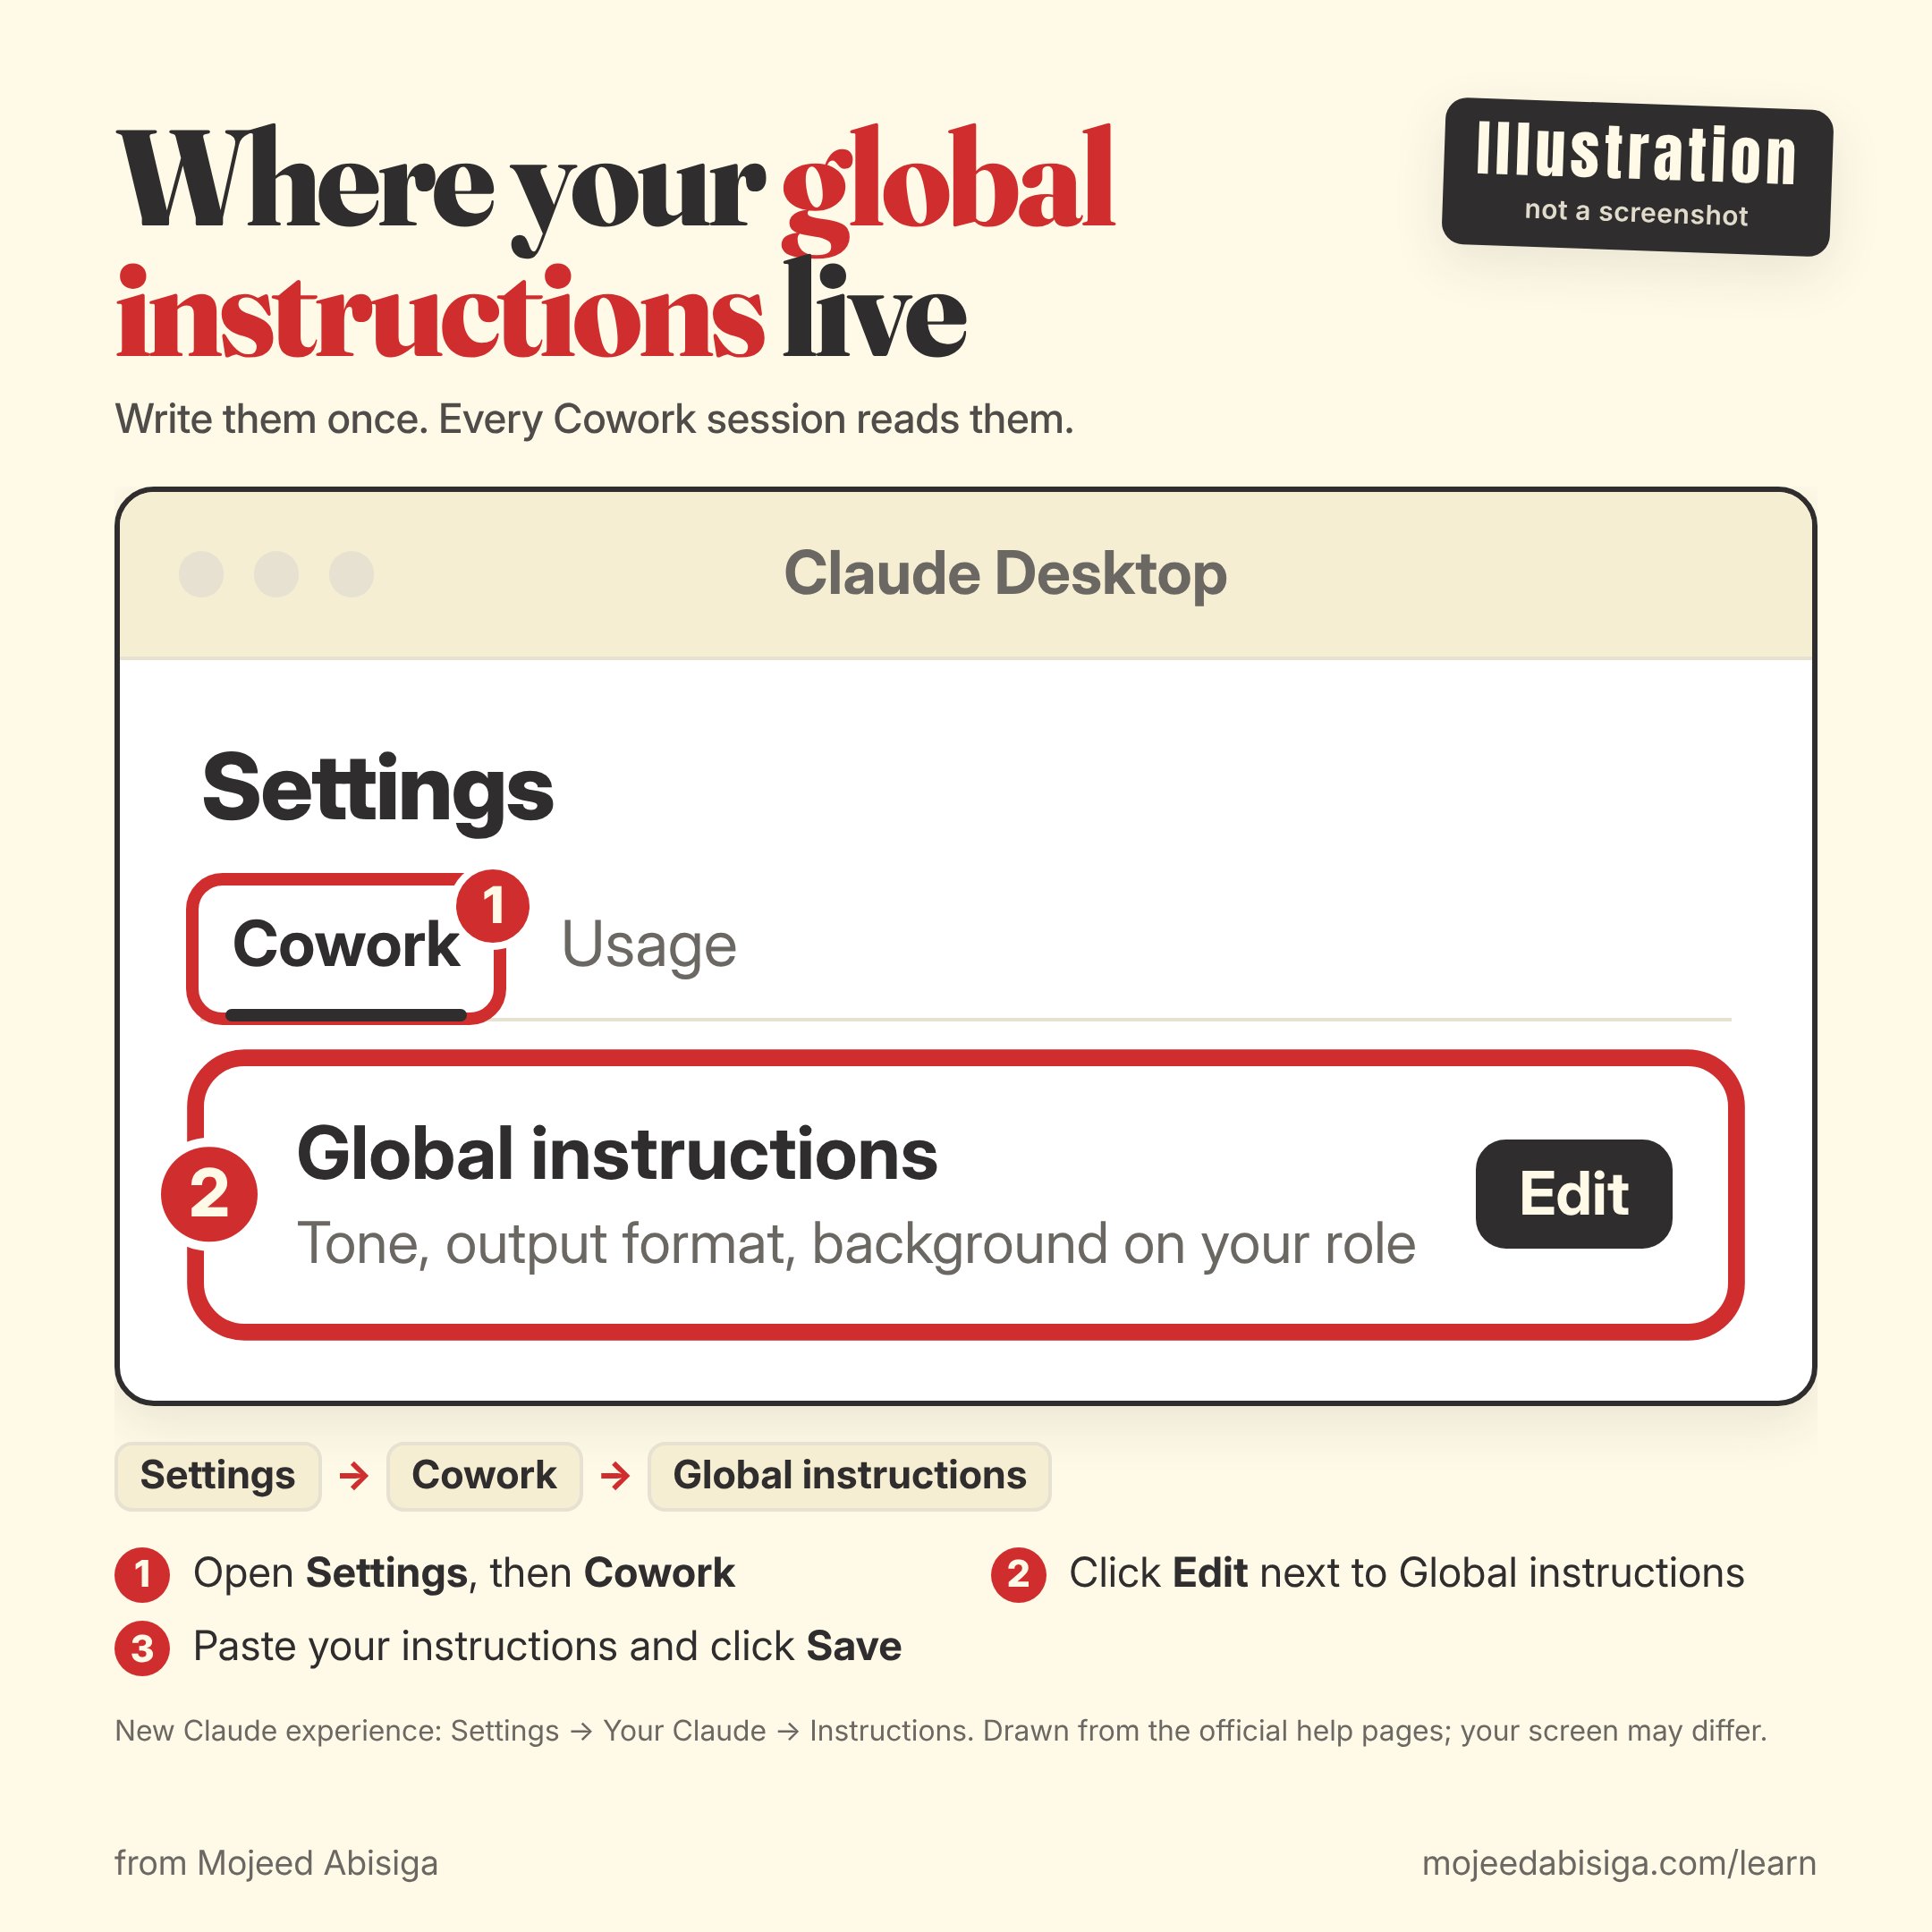 Where your global
instructions live
Illustration
not a screenshot
Write them once. Every Cowork session reads them.
Claude Desktop
Settings
Cowork 1 Usage
2 Global instructions
Tone, output format, background on your role
Edit
Settings → Cowork → Global instructions
1 Open Settings, then Cowork
2 Click Edit next to Global instructions
3 Paste your instructions and click Save
New Claude experience: Settings → Your Claude → Instructions. Drawn from the official help pages; your screen may differ.
from Mojeed Abisiga
mojeedabisiga.com/learn